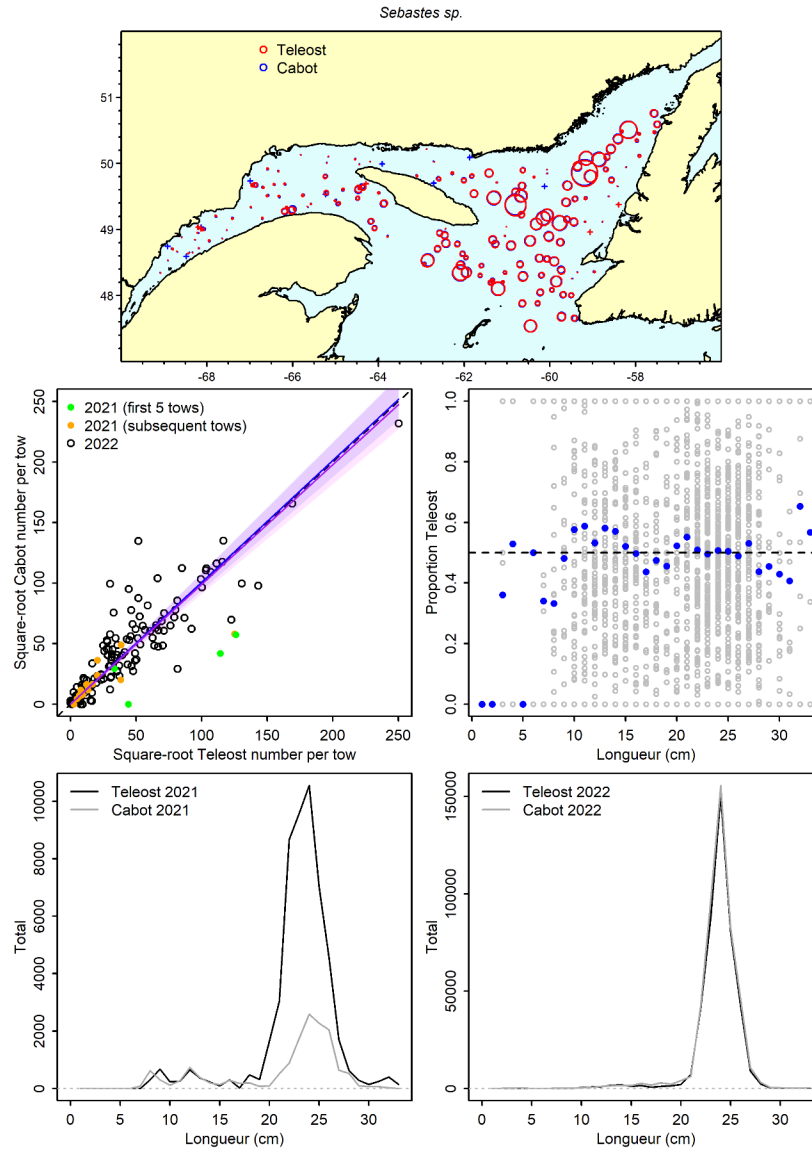 Sebastes sp.
Teleost
Cabot
51
50
49
48
-68 -66 -64 -62 -60 -58
2021 (first 5 tows)
2021 (subsequent tows)
2022
Square-root Cabot number per tow
0 50 100 150 200 250
0 50 100 150 200 250
Square-root Teleost number per tow
Proportion Teleost
0.0 0.2 0.4 0.6 0.8 1.0
0 5 10 15 20 25 30
Longueur (cm)
Teleost 2021
Cabot 2021
Total
0 2000 4000 6000 8000 10000
0 5 10 15 20 25 30
Longueur (cm)
Teleost 2022
Cabot 2022
Total
0 50000 100000 150000
0 5 10 15 20 25 30
Longueur (cm)